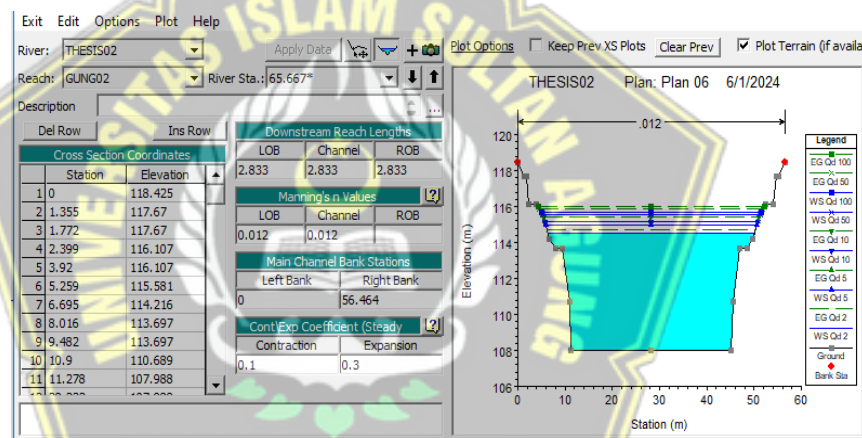 Exit Edit Options Plot Help
River: THESIS02
Apply Data
Plot Options Keep Prev XS Plots Clear Prev Plot Terrain (if availa
Reach: GUNG02 River Sta.: 65.667*
Description ...
Del Row Ins Row
Cross Section Coordinates
Station Elevation
1 0 118.425
2 1.355 117.67
3 1.772 117.67
4 2.399 116.107
5 3.92 116.107
6 5.259 115.581
7 6.695 114.216
8 8.016 113.697
9 9.482 113.697
10 10.9 110.689
11 11.278 107.988
Downstream Reach Lengths
LOB Channel ROB
2.833 2.833 2.833
Manning's n Values
LOB Channel ROB
0.012 0.012
Main Channel Bank Stations
Left Bank Right Bank
0 56.464
Cont\Exp Coefficient (Steady
Contraction Expansion
0.1 0.3
THESIS02 Plan: Plan 06 6/1/2024
.012
120
118
116
114
112
110
108
106
Elevation (m)
0 10 20 30 40 50 60
Station (m)
Legend
EG Qd 100
EG Qd 50
WS Qd 100
WS Qd 50
EG Qd 10
WS Qd 10
EG Qd 5
WS Qd 5
EG Qd 2
WS Qd 2
Ground
Bank Sta
UNIVERSITAS ISLAM SULTAN AGUNG